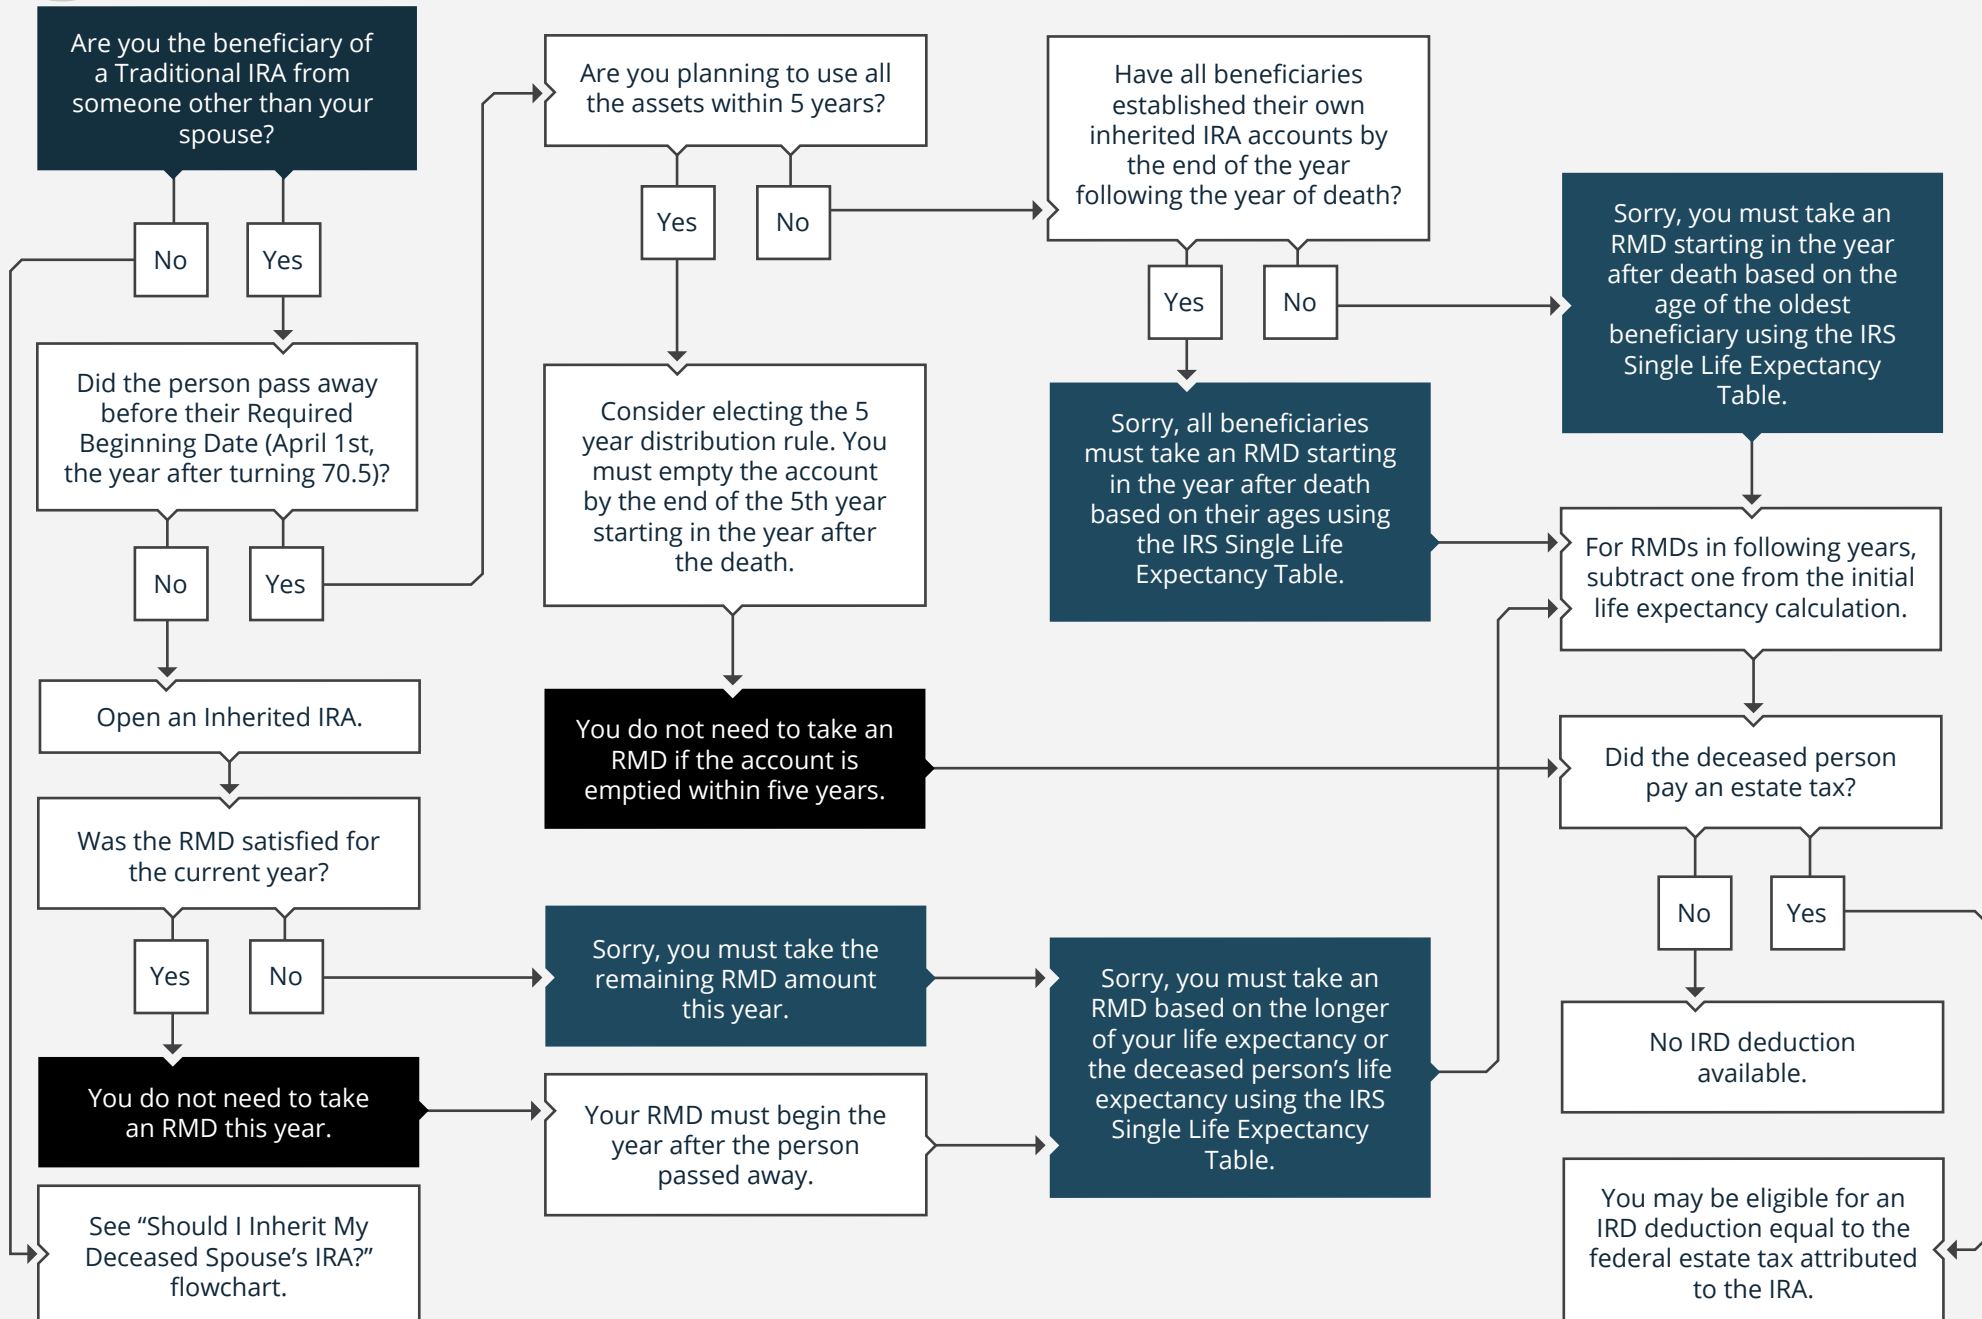 Are you the beneficiary of
a Traditional IRA from
someone other than your
spouse?
No
Yes
Did the person pass away
before their Required
Beginning Date (April 1st,
the year after turning 70.5)?
No
Yes
Open an Inherited IRA.
Was the RMD satisfied for
the current year?
Yes
No
You do not need to take
an RMD this year.
See “Should I Inherit My
Deceased Spouse’s IRA?”
flowchart.
Are you planning to use all
the assets within 5 years?
Yes
No
Consider electing the 5
year distribution rule. You
must empty the account
by the end of the 5th year
starting in the year after
the death.
You do not need to take an
RMD if the account is
emptied within five years.
Sorry, you must take the
remaining RMD amount
this year.
Your RMD must begin the
year after the person
passed away.
Have all beneficiaries
established their own
inherited IRA accounts by
the end of the year
following the year of death?
Yes
No
Sorry, all beneficiaries
must take an RMD starting
in the year after death
based on their ages using
the IRS Single Life
Expectancy Table.
Sorry, you must take an
RMD based on the longer
of your life expectancy or
the deceased person’s life
expectancy using the IRS
Single Life Expectancy
Table.
Sorry, you must take an
RMD starting in the year
after death based on the
age of the oldest
beneficiary using the IRS
Single Life Expectancy
Table.
For RMDs in following years,
subtract one from the initial
life expectancy calculation.
Did the deceased person
pay an estate tax?
No
Yes
No IRD deduction
available.
You may be eligible for an
IRD deduction equal to the
federal estate tax attributed
to the IRA.